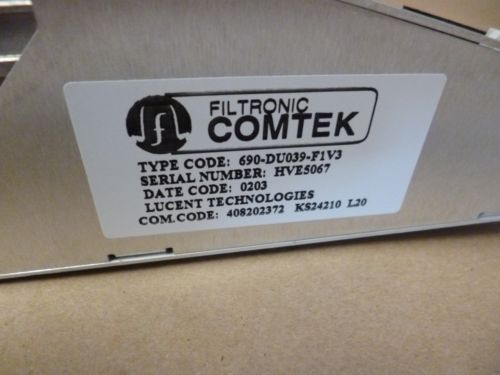 f
FILTRONIC
COMTEK
TYPE CODE: 690-DU039-F1V3
SERIAL NUMBER: HVE5067
DATE CODE: 0203
LUCENT TECHNOLOGIES
COM.CODE: 408202372 KS24210 L20